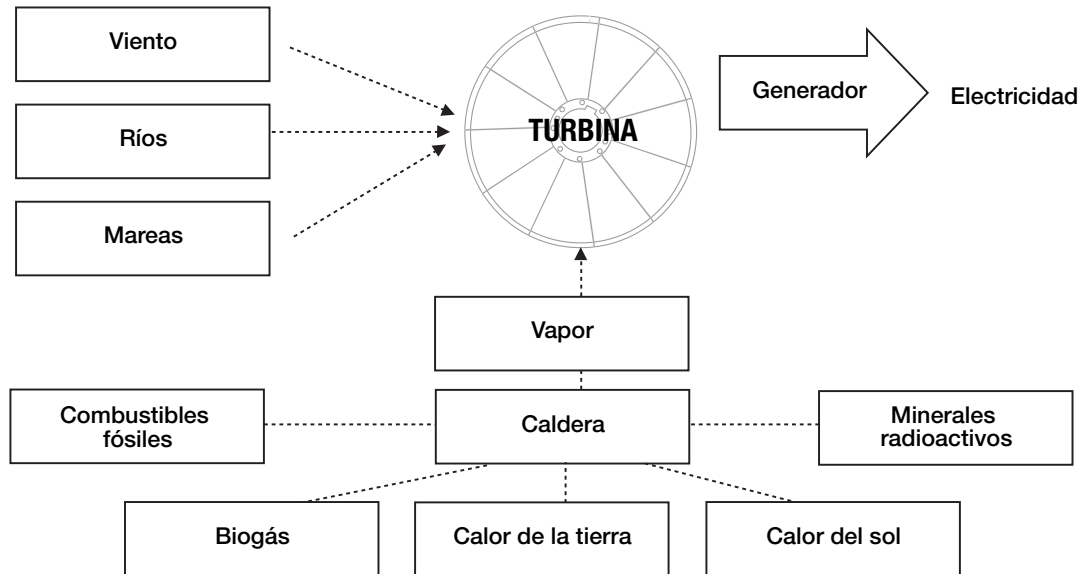 Viento
Ríos
Mareas
TURBINA
Generador
Electricidad
Vapor
Combustibles
fósiles
Caldera
Minerales
radioactivos
Biogás
Calor de la tierra
Calor del sol